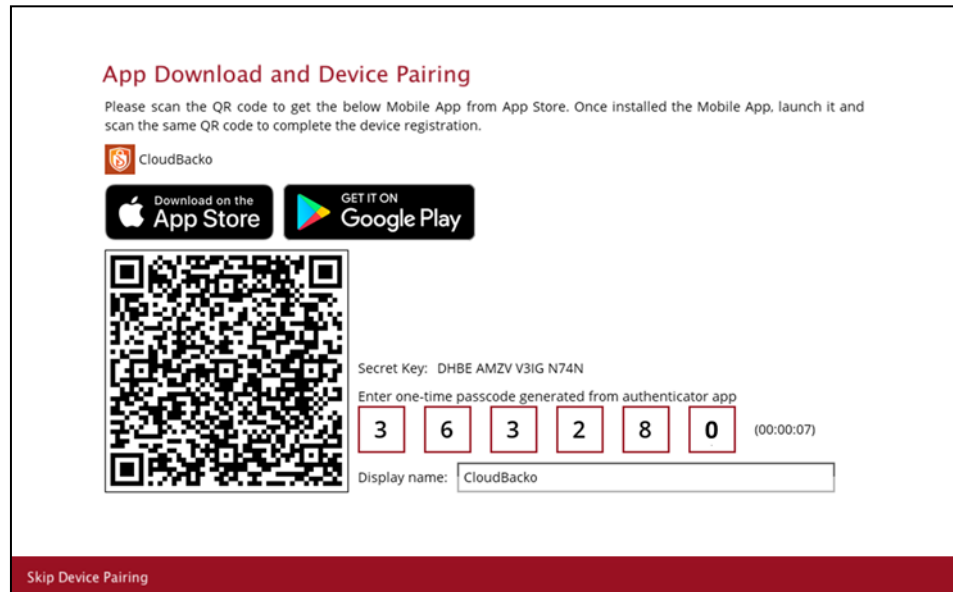 App Download and Device Pairing
Please scan the QR code to get the below Mobile App from App Store. Once installed the Mobile App, launch it and
scan the same QR code to complete the device registration.
CloudBacko
Download on the
App Store
GET IT ON
Google Play
Secret Key: DHBE AMZV V3IG N74N
Enter one-time passcode generated from authenticator app
3 6 3 2 8 0 (00:00:07)
Display name: CloudBacko
Skip Device Pairing